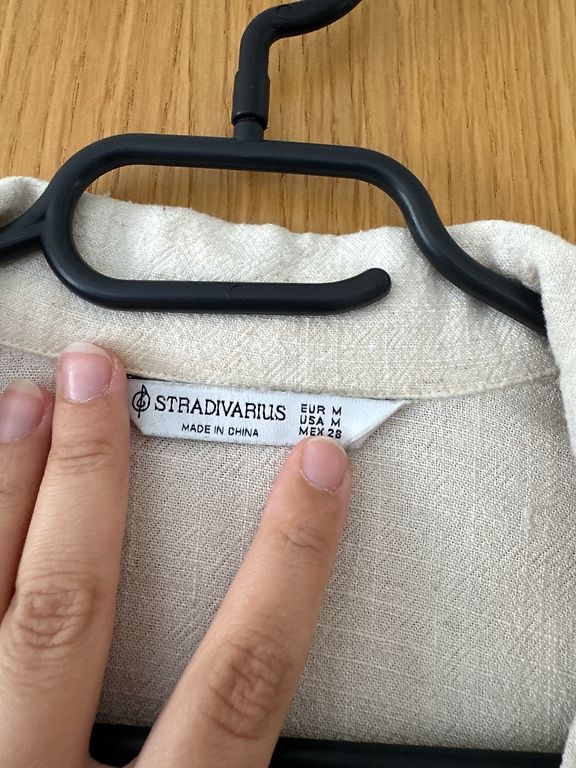 STRADIVARIUS
MADE IN CHINA
EUR M
USA M
MEX 28